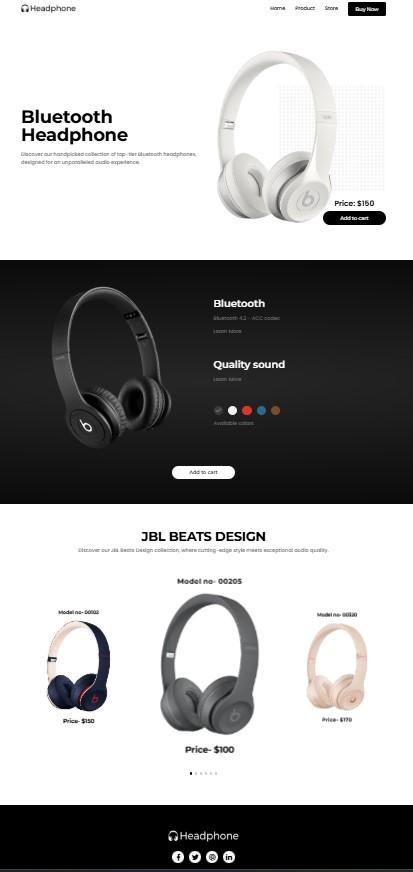 Headphone
Home Product Store Buy Now
Bluetooth
Headphone
Discover our handpicked collection of top-tier Bluetooth headphones,
designed for an unparalleled audio experience.
Price: $150
Add to cart
Bluetooth
Bluetooth 4.2 - ACC codec
Learn More
Quality sound
Learn More
Available colors
Add to cart
JBL BEATS DESIGN
Discover our JBL Beats Design collection, where cutting-edge style meets exceptional audio quality.
Model no- 00102
Price- $150
Model no- 00205
Price- $100
Model no- 00320
Price- $170
Headphone